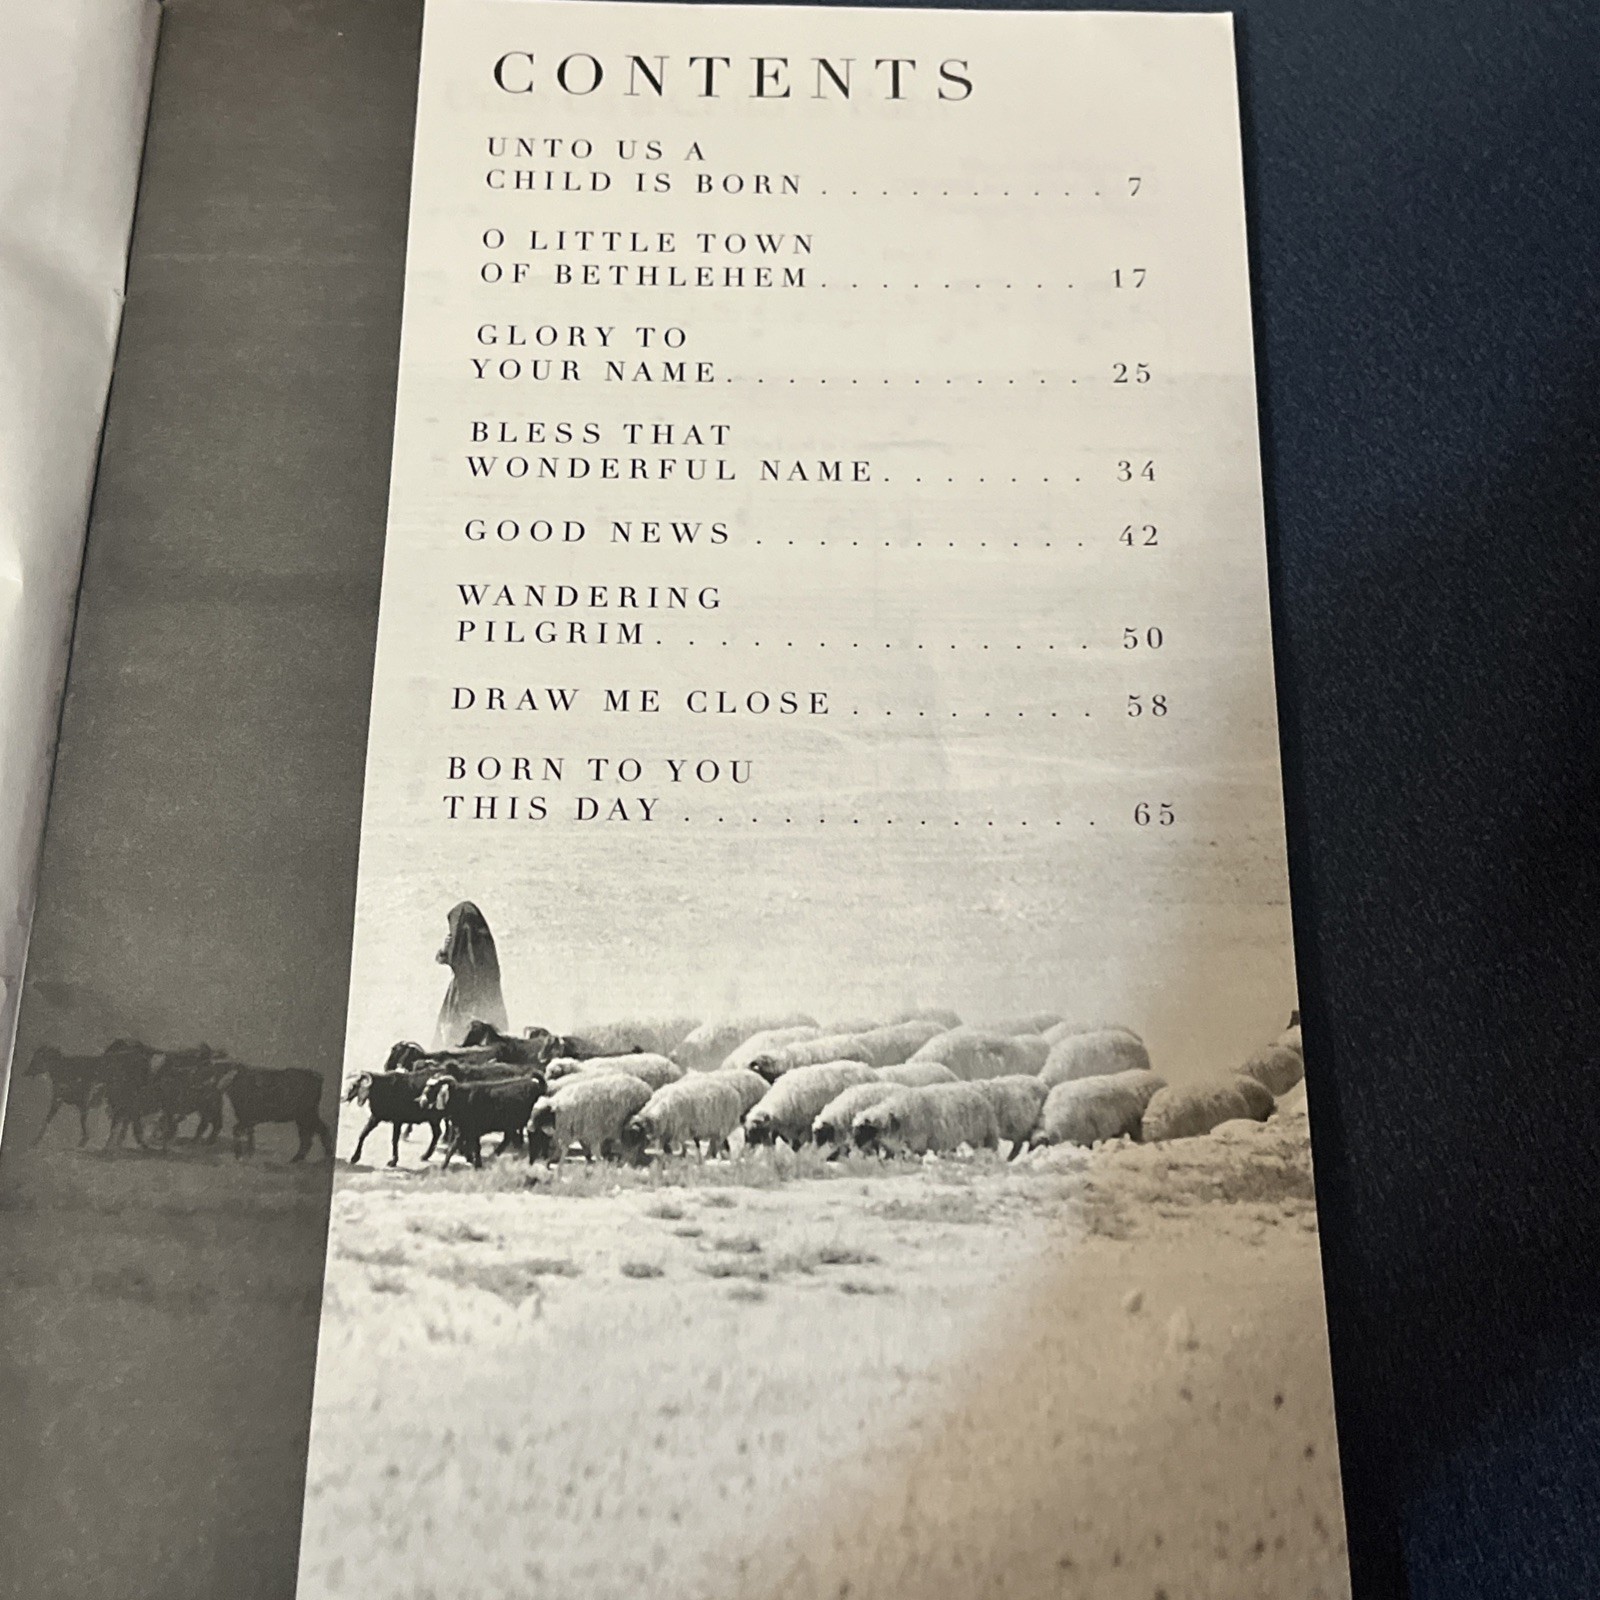 CONTENTS
UNTO US A
CHILD IS BORN . . . . . . . . . . 7
O LITTLE TOWN
OF BETHLEHEM . . . . . . . . . 17
GLORY TO
YOUR NAME . . . . . . . . . . . . 25
BLESS THAT
WONDERFUL NAME . . . . . . . 34
GOOD NEWS . . . . . . . . . . . 42
WANDERING
PILGRIM . . . . . . . . . . . . . . 50
DRAW ME CLOSE . . . . . . . . 58
BORN TO YOU
THIS DAY . . . . . . . . . . . . . 65